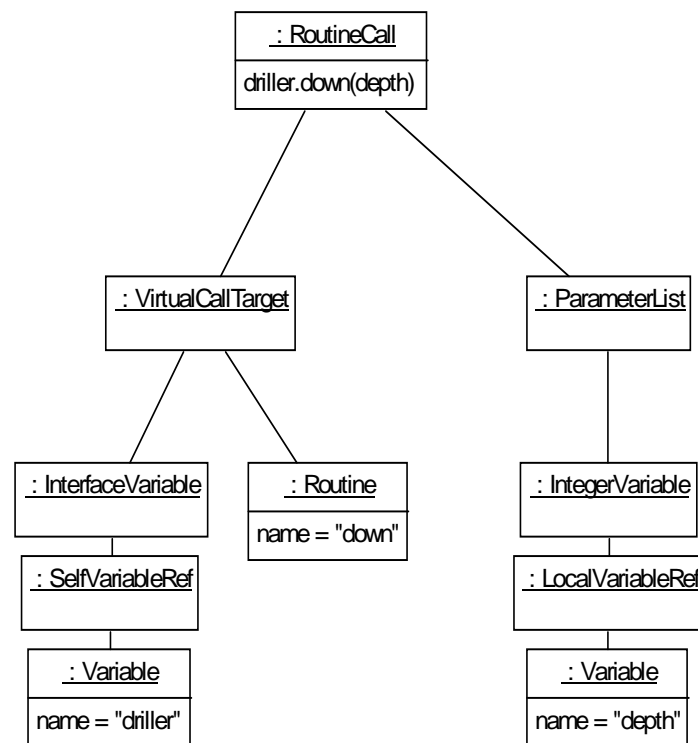 : RoutineCall
driller.down(depth)
: VirtualCallTarget
: ParameterList
: InterfaceVariable
: Routine
name = "down"
: IntegerVariable
: SelfVariableRef
: LocalVariableRef
: Variable
name = "driller"
: Variable
name = "depth"